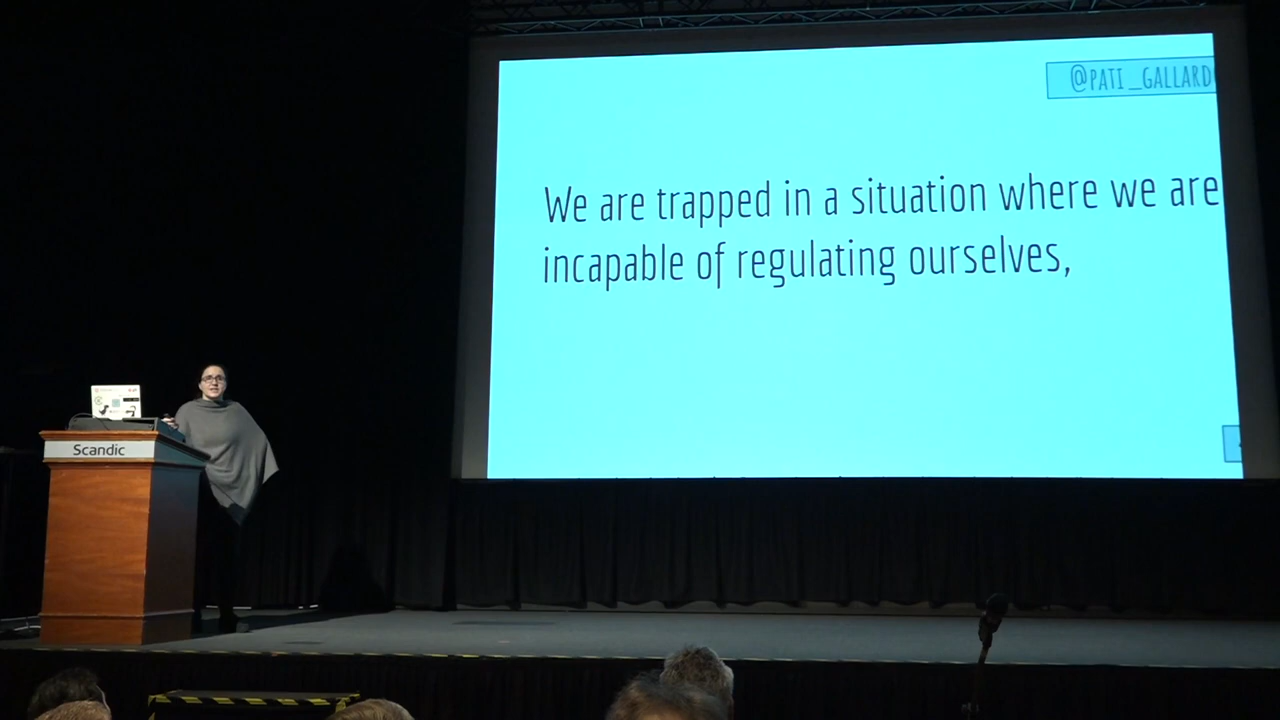 @PATI_GALLARD
We are trapped in a situation where we are
incapable of regulating ourselves,
Scandic